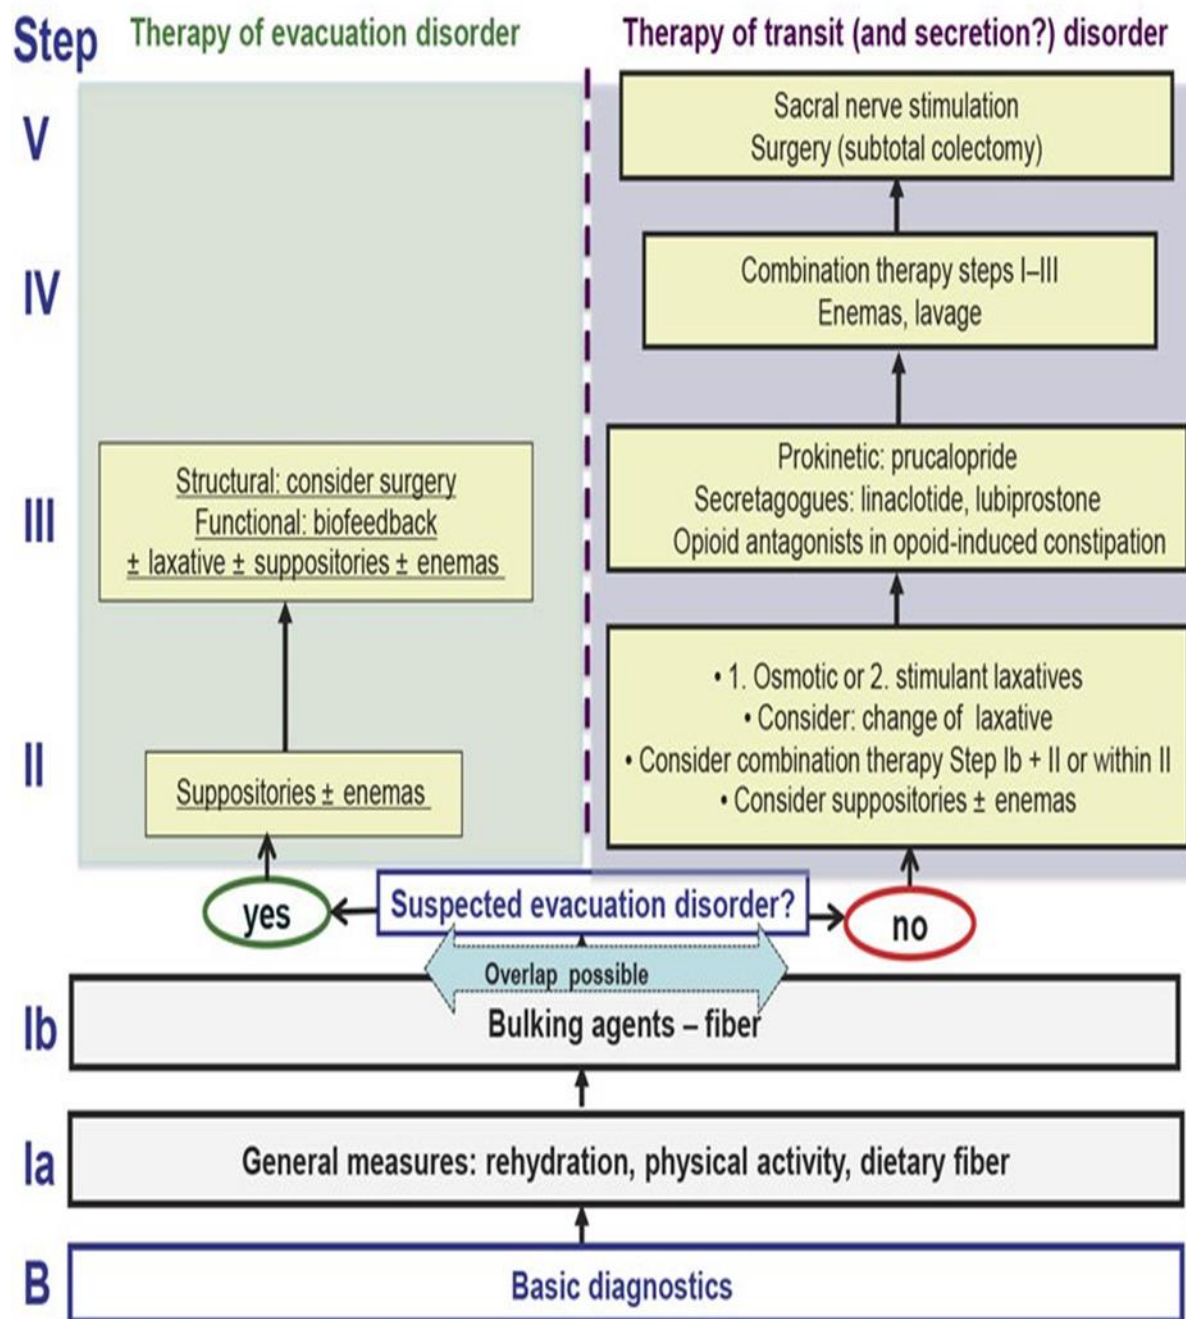 Step
Therapy of evacuation disorder
Therapy of transit (and secretion?) disorder
V
Sacral nerve stimulation
Surgery (subtotal colectomy)
IV
Combination therapy steps I–III
Enemas, lavage
III
Structural: consider surgery
Functional: biofeedback
± laxative ± suppositories ± enemas
Prokinetic: prucalopride
Secretagogues: linaclotide, lubiprostone
Opioid antagonists in opoid-induced constipation
II
Suppositories ± enemas
• 1. Osmotic or 2. stimulant laxatives
• Consider: change of laxative
• Consider combination therapy Step Ib + II or within II
• Consider suppositories ± enemas
yes
Suspected evacuation disorder?
no
Overlap possible
Ib
Bulking agents – fiber
Ia
General measures: rehydration, physical activity, dietary fiber
B
Basic diagnostics